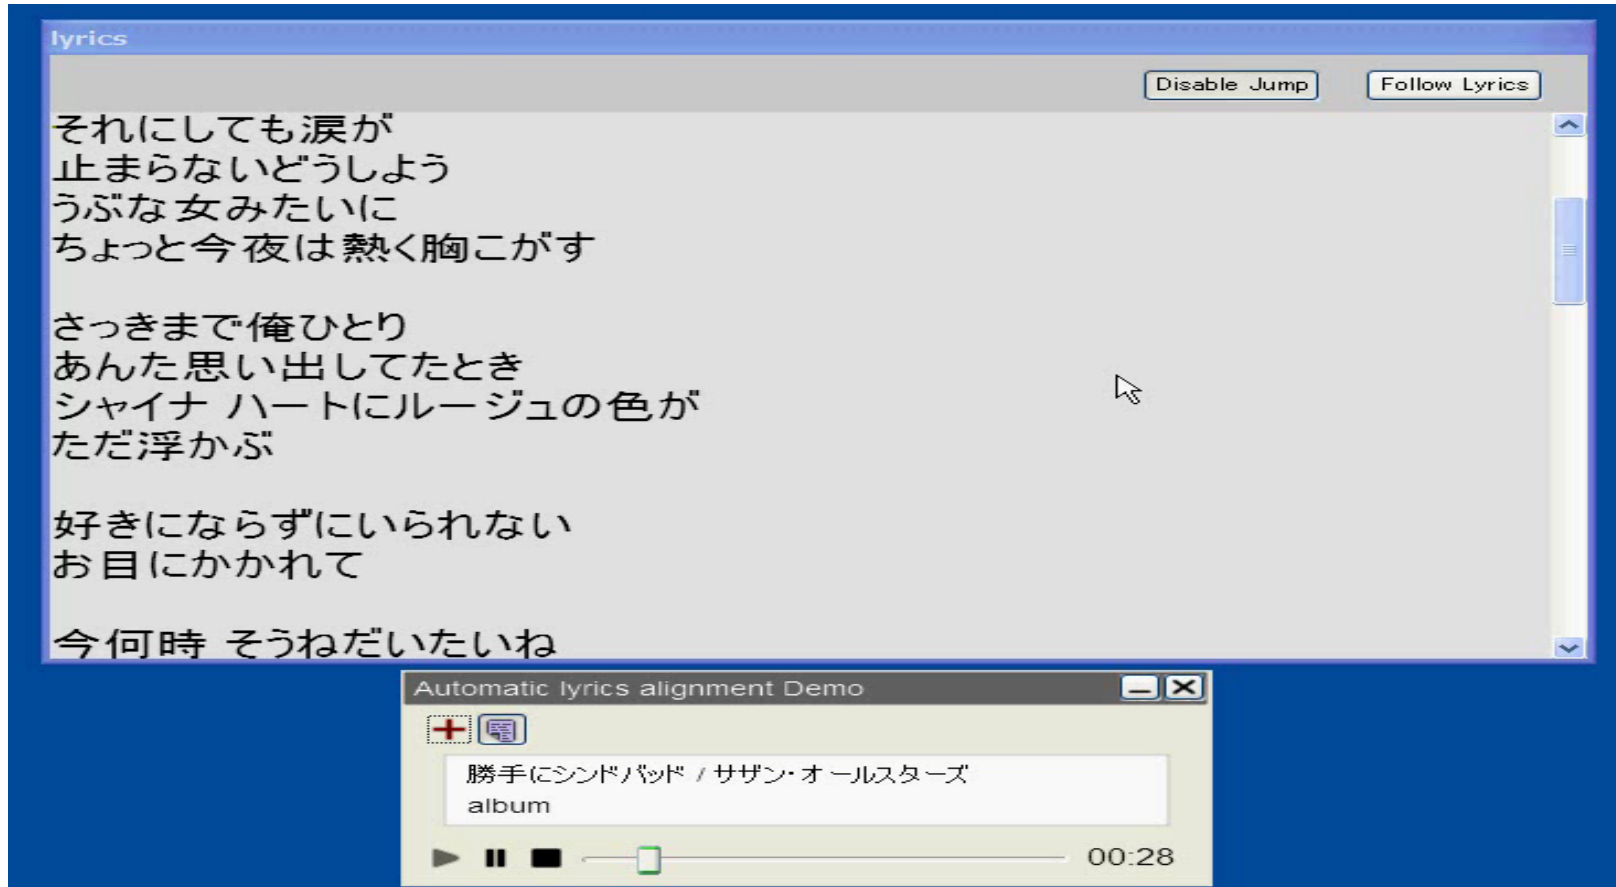 lyrics
Disable Jump
Follow Lyrics
それにしても涙が
止まらないどうしよう
うぶな女みたいに
ちょっと今夜は熱く胸こがす
さっきまで俺ひとり
あんた思い出してたとき
シャイナ ハートにルージュの色が
ただ浮かぶ
好きにならずにいられない
お目にかかれて
今何時 そうねだいたいね
Automatic lyrics alignment Demo
勝手にシンドバッド / サザン・オールスターズ
album
00:28